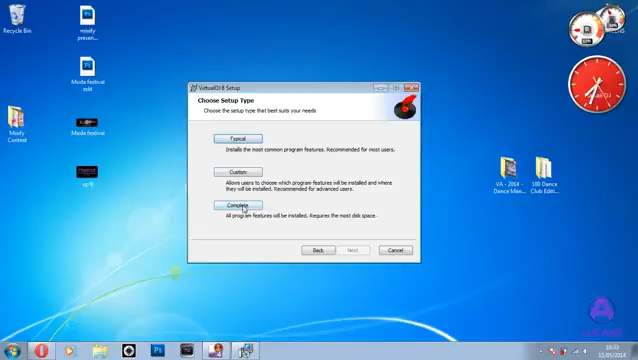 Recycle Bin
mixify
presen...
Moda festival
edit
Mixify
Contest
Moda festival
ep 6
VirtualDJ 8 Setup
Choose Setup Type
Choose the setup type that best suits your needs
Typical
Installs the most common program features. Recommended for most users.
Custom
Allows users to choose which program features will be installed and where
they will be installed. Recommended for advanced users.
Complete
All program features will be installed. Requires the most disk space.
Back
Next
Cancel
VA - 2014 -
Dance Man...
100 Dance
Club Editi...
18:03
15/05/2014